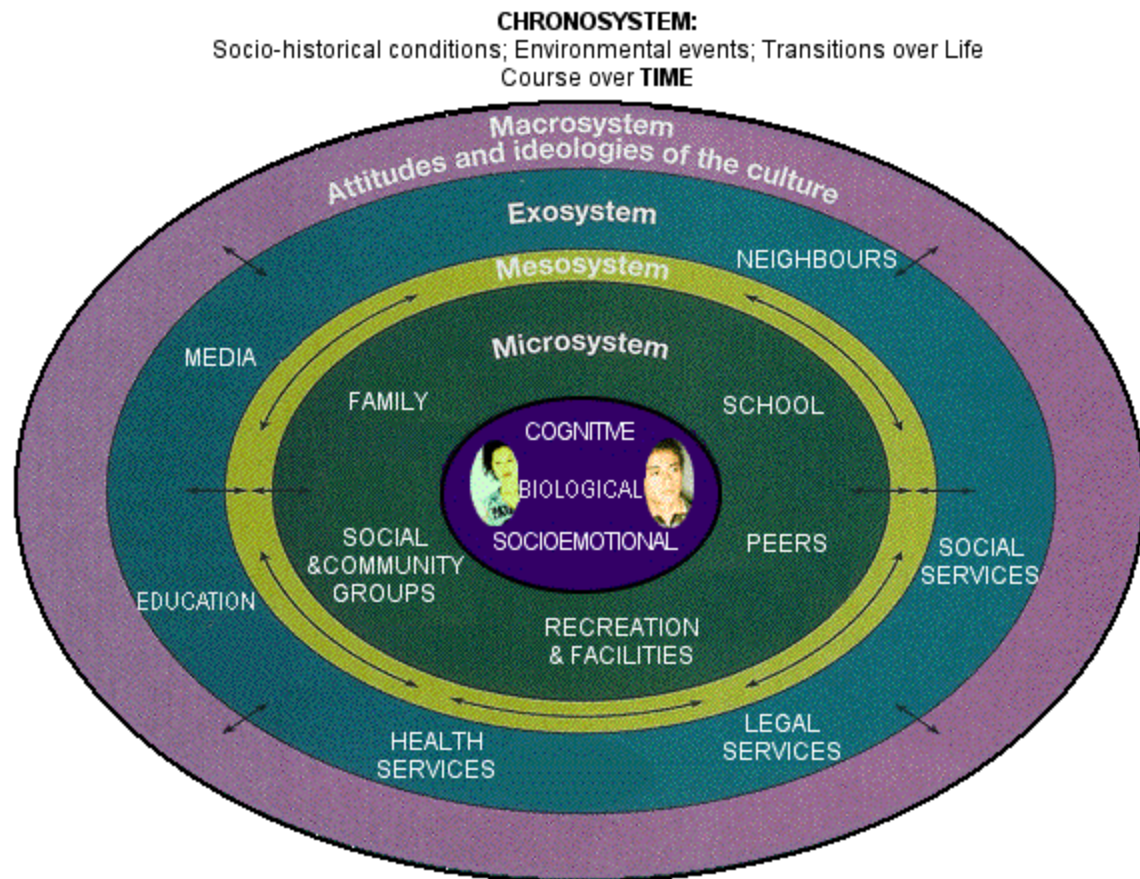 CHRONOSYSTEM:
Socio-historical conditions; Environmental events; Transitions over Life
Course over TIME
Macrosystem
Attitudes and ideologies of the culture
Exosystem
NEIGHBOURS
Mesosystem
Microsystem
MEDIA
FAMILY
SCHOOL
COGNITIVE
BIOLOGICAL
SOCIOEMOTIONAL
SOCIAL
&COMMUNITY
GROUPS
PEERS
SOCIAL
SERVICES
EDUCATION
RECREATION
& FACILITIES
HEALTH
SERVICES
LEGAL
SERVICES